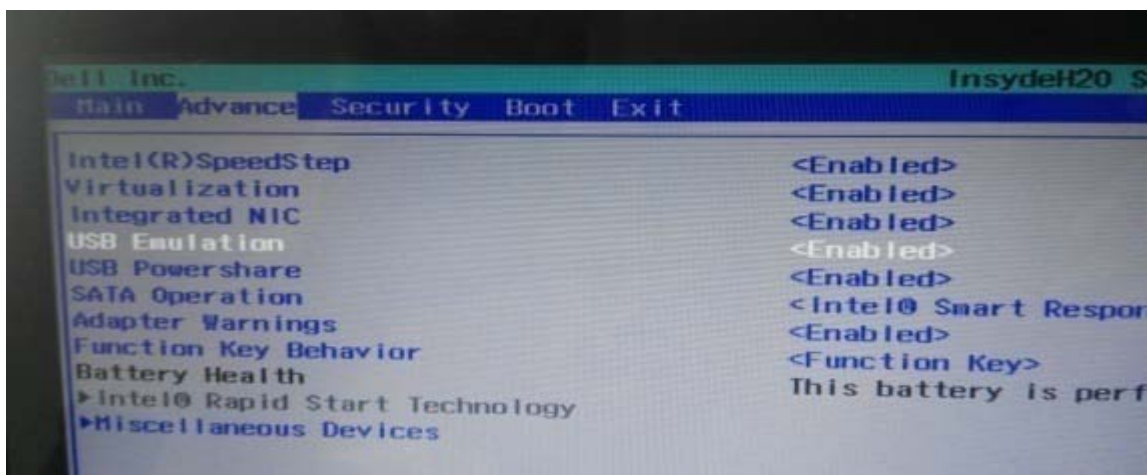 Dell Inc. InsydeH20 S
Main Advance Security Boot Exit
Intel(R)SpeedStep <Enabled>
Virtualization <Enabled>
Integrated NIC <Enabled>
USB Emulation <Enabled>
USB Powershare <Enabled>
SATA Operation <Intel® Smart Respon
Adapter Warnings <Enabled>
Function Key Behavior <Function Key>
Battery Health This battery is perf
▶Intel® Rapid Start Technology
▶Miscellaneous Devices